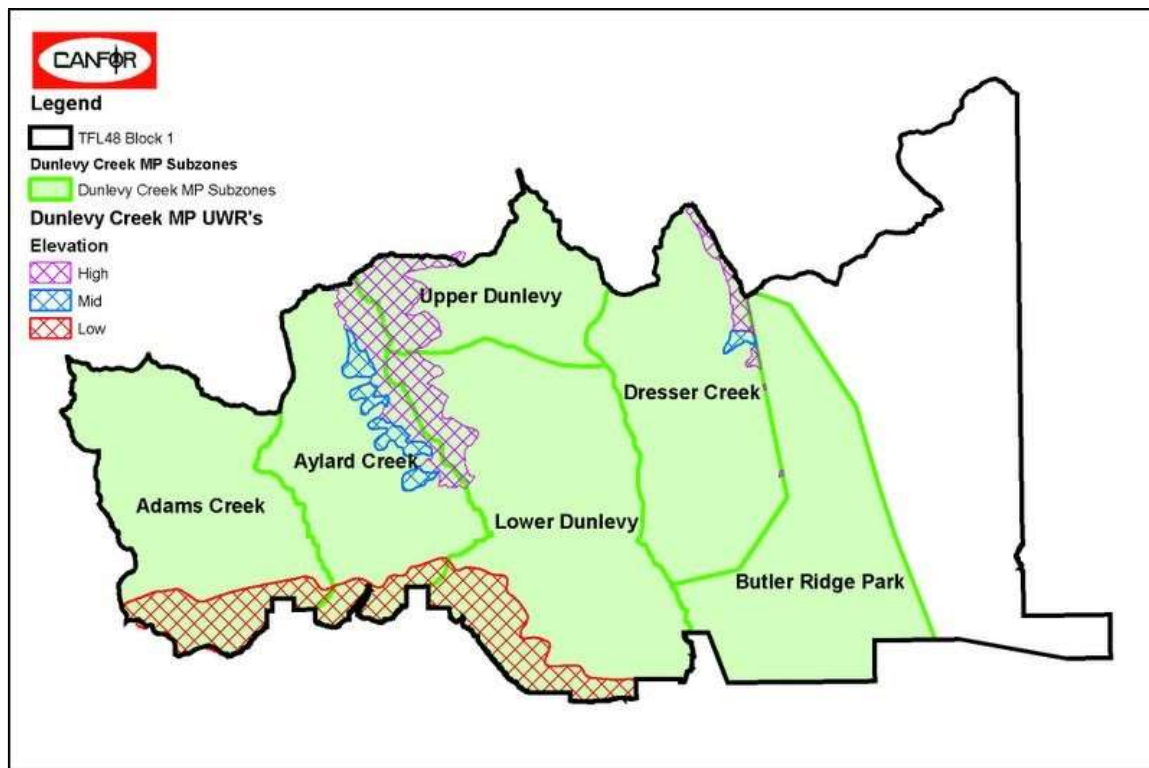 CANFOR
Legend
TFL48 Block 1
Dunlevy Creek MP Subzones
Dunlevy Creek MP Subzones
Dunlevy Creek MP UWR's
Elevation
High
Mid
Low
Upper Dunlevy
Dresser Creek
Aylard Creek
Adams Creek
Lower Dunlevy
Butler Ridge Park